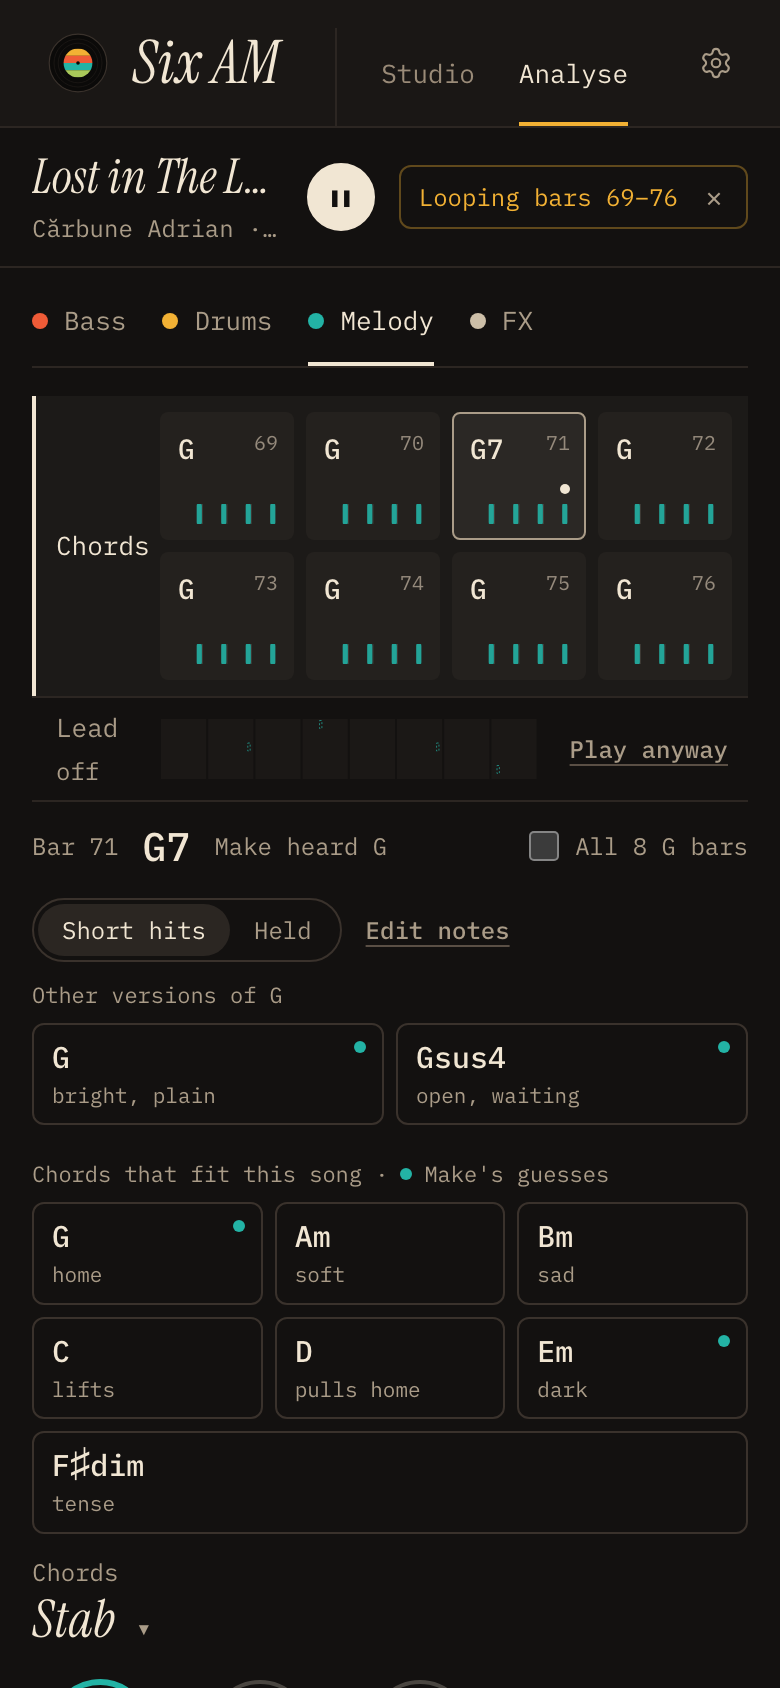 Six AM
Studio
Analyse
Lost in The L…
Cărbune Adrian ·…
Looping bars 69–76 ×
Bass
Drums
Melody
FX
Chords
G 69
G 70
G7 71
G 72
G 73
G 74
G 75
G 76
Lead
off
Play anyway
Bar 71 G7 Make heard G
All 8 G bars
Short hits
Held
Edit notes
Other versions of G
G
bright, plain
Gsus4
open, waiting
Chords that fit this song · Make's guesses
G
home
Am
soft
Bm
sad
C
lifts
D
pulls home
Em
dark
F♯dim
tense
Chords
Stab ▾